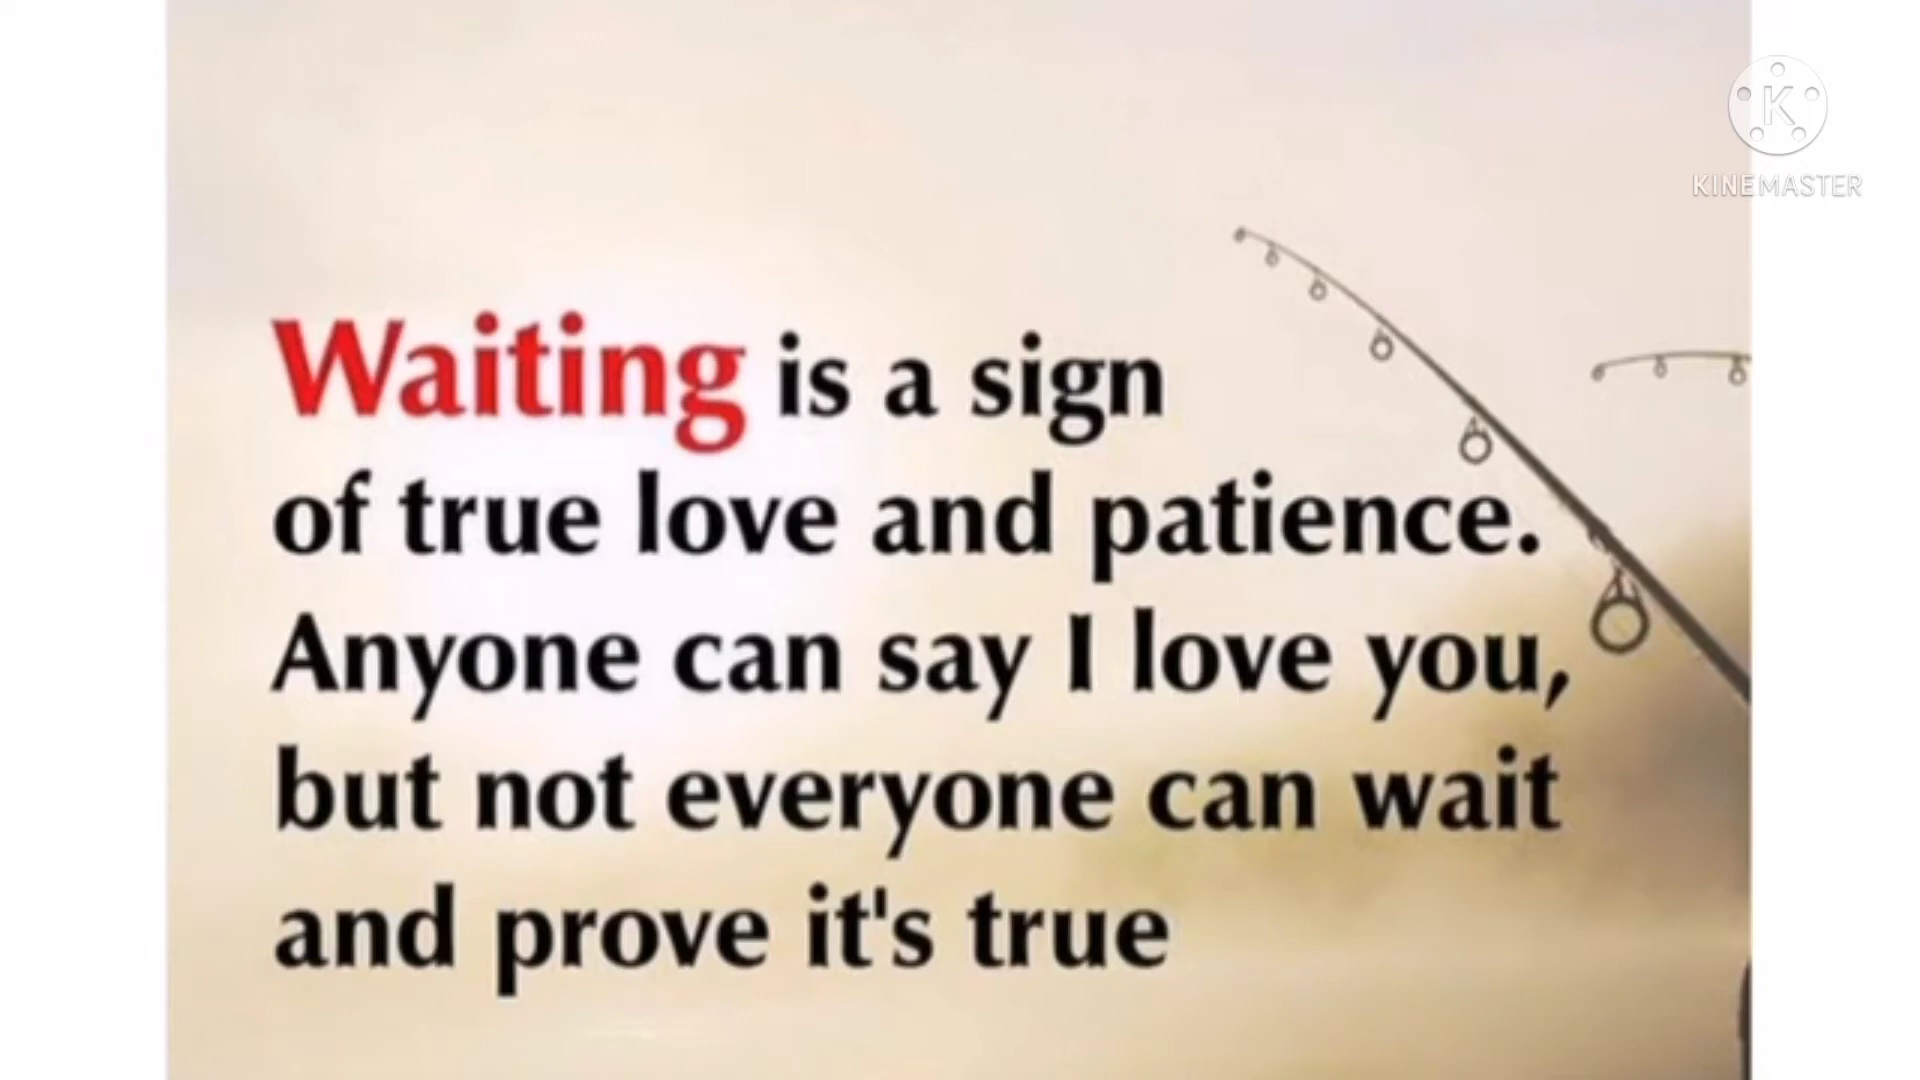 K
KINEMASTER
Waiting is a sign
of true love and patience.
Anyone can say I love you,
but not everyone can wait
and prove it's true